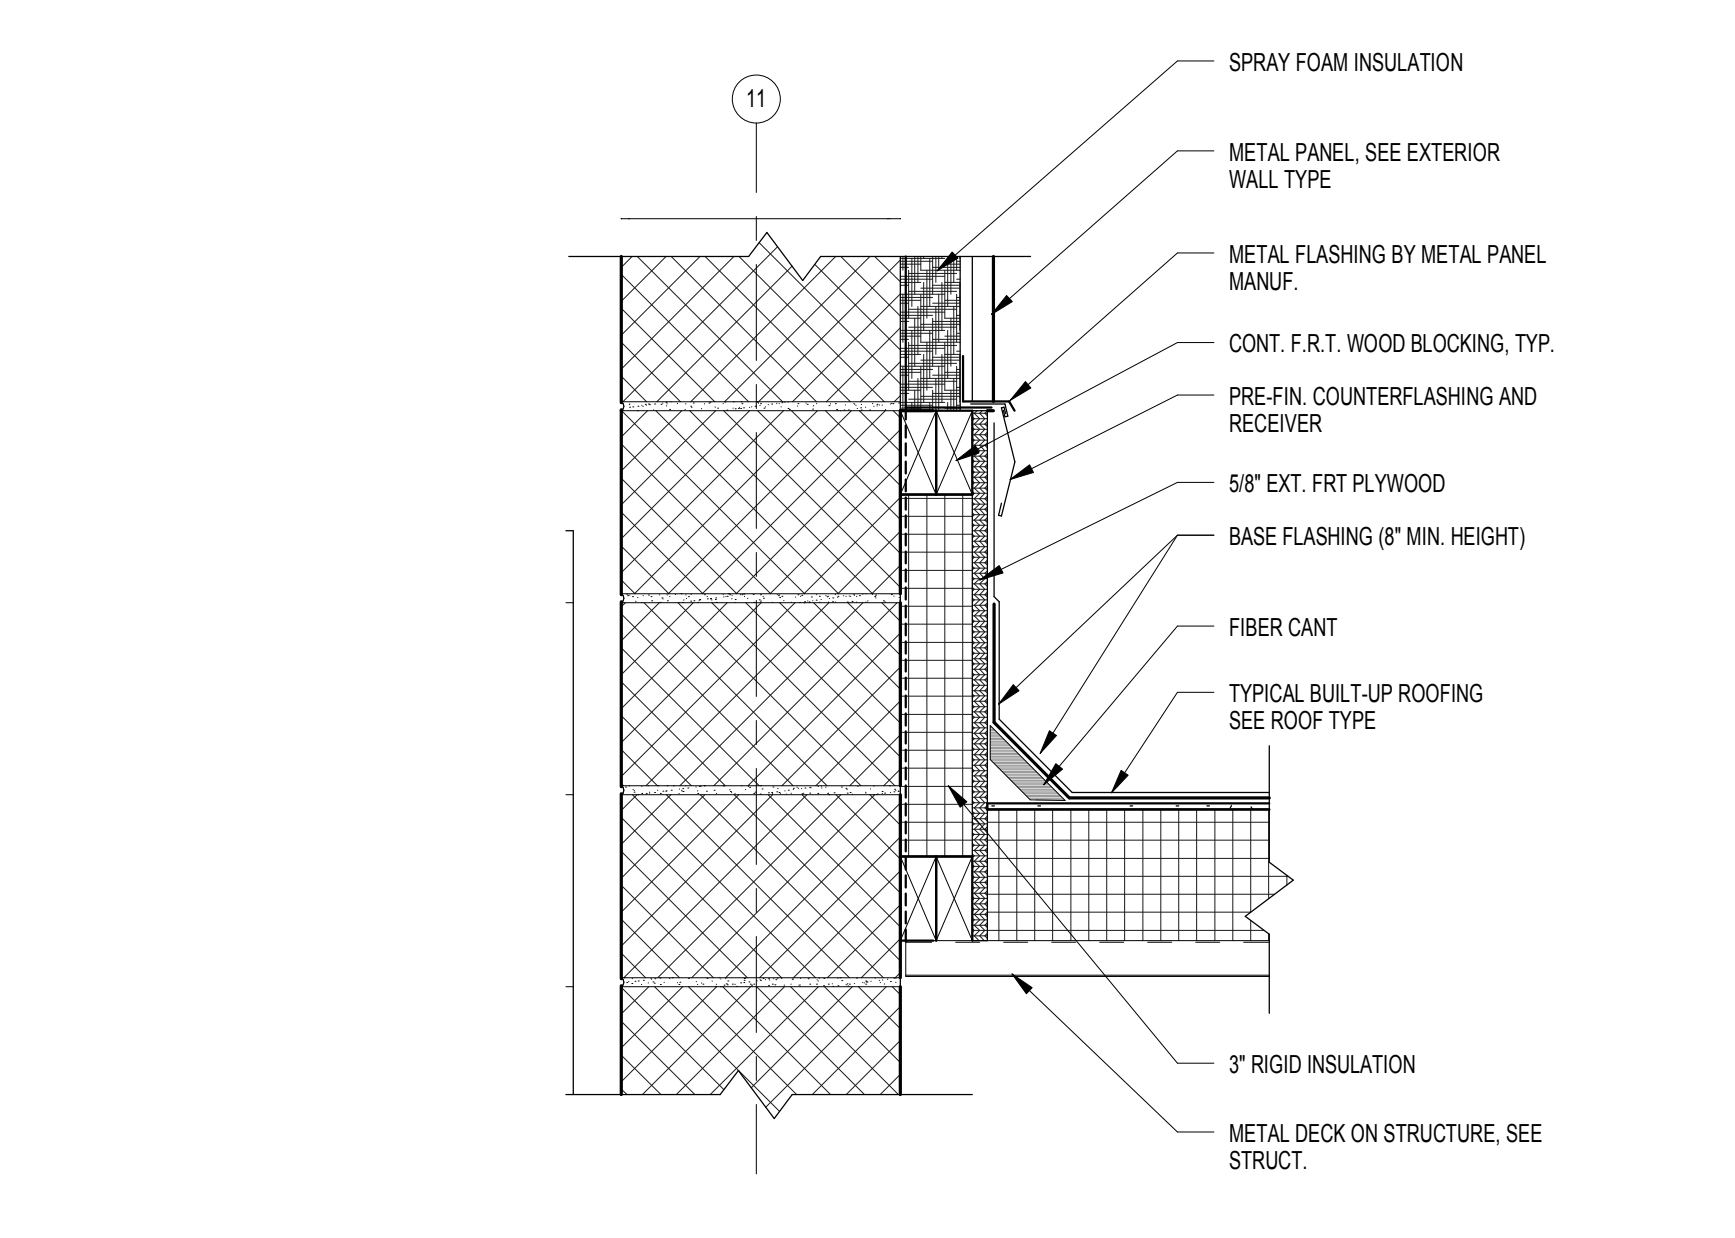 SPRAY FOAM INSULATION
11
METAL PANEL, SEE EXTERIOR
WALL TYPE
METAL FLASHING BY METAL PANEL
MANUF.
CONT. F.R.T. WOOD BLOCKING, TYP.
PRE-FIN. COUNTERFLASHING AND
RECEIVER
5/8" EXT. FRT PLYWOOD
BASE FLASHING (8" MIN. HEIGHT)
FIBER CANT
TYPICAL BUILT-UP ROOFING
SEE ROOF TYPE
3" RIGID INSULATION
METAL DECK ON STRUCTURE, SEE
STRUCT.